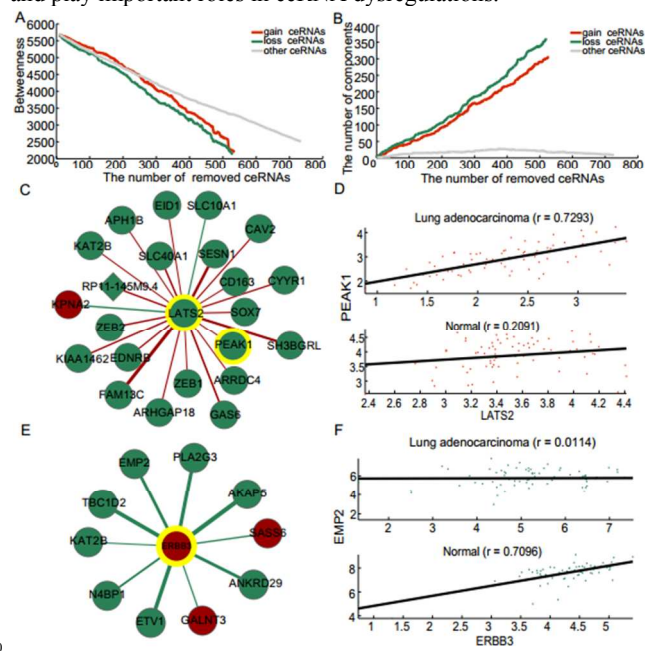 and play important roles in ceRNA dysregulations.
A
Betweenness
6000
5500
5000
4500
4000
3500
3000
2500
2000
gain ceRNAs
loss ceRNAs
other ceRNAs
0 100 200 300 400 500 600 700 800
The number of removed ceRNAs
B
The number of components
400
350
300
250
200
150
100
50
0
gain ceRNAs
loss ceRNAs
other ceRNAs
0 100 200 300 400 500 600 700 800
The number of removed ceRNAs
C
EID1
SLC10A1
APH1B
CAV2
KAT2B
SLC40A1
SESN1
RP11-145M9.4
CD163
CYYR1
KPNA2
LATS2
SOX7
ZEB2
PEAK1
SH3BGRL
KIAA1462
EDNRB
ZEB1
ARRDC4
FAM13C
ARHGAP18
GAS6
D
Lung adenocarcinoma (r = 0.7293)
4
3
2
1 1.5 2 2.5 3
PEAK1
Normal (r = 0.2091)
4.5
4
3.5
3
2.4 2.6 2.8 3 3.2 3.4 3.6 3.8 4 4.2 4.4
LATS2
E
EMP2
PLA2G3
TBC1D2
AKAP5
SASS6
KAT2B
ERBB3
ANKRD29
N4BP1
ETV1
GALNT3
F
Lung adenocarcinoma (r = 0.0114)
6
4
2
2 3 4 5 6 7
EMP2
Normal (r = 0.7096)
8
6
4
1 1.5 2 2.5 3 3.5 4 4.5 5
ERBB3